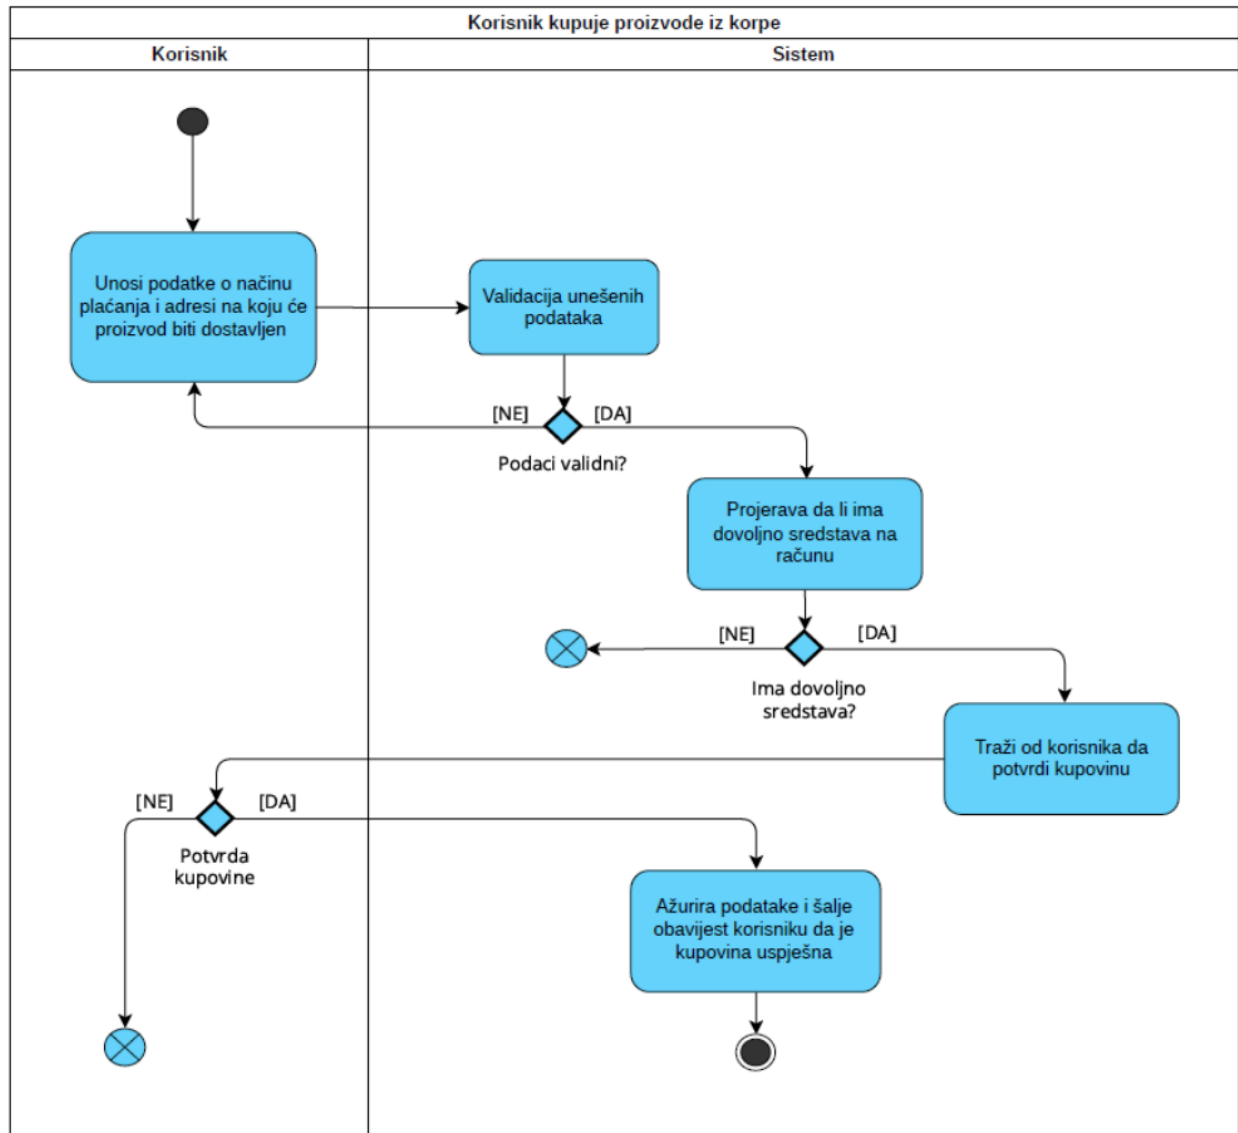 Korisnik kupuje proizvode iz korpe
Korisnik
Sistem
Unosi podatke o načinu
plaćanja i adresi na koju će
proizvod biti dostavljen
Validacija unešenih
podataka
[NE]
[DA]
Podaci validni?
Projerava da li ima
dovoljno sredstava na
računu
[NE]
[DA]
Ima dovoljno
sredstava?
Traži od korisnika da
potvrdi kupovinu
[NE]
[DA]
Potvrda
kupovine
Ažurira podatake i šalje
obavijest korisniku da je
kupovina uspješna